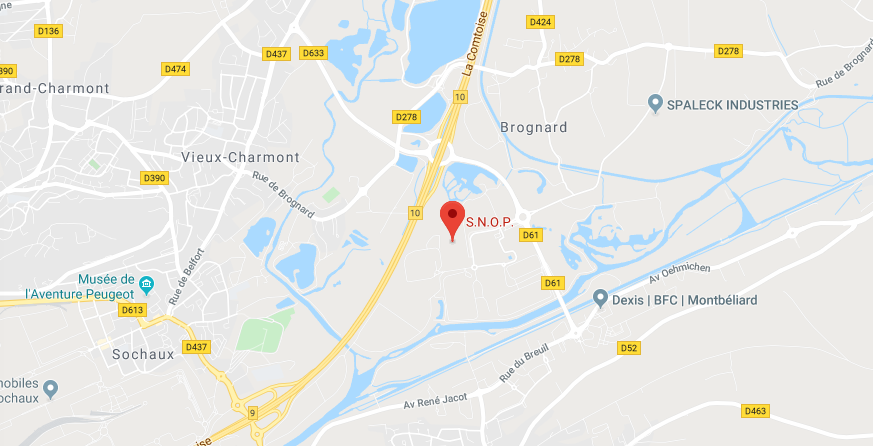 D136
D437
D633
La Comtoise
D424
D278
D278
Rue de Brognard
390
D474
rand-Charmont
10
SPALECK INDUSTRIES
D278
Brognard
Vieux-Charmont
D390
Rue de Brognard
10
S.N.O.P.
D61
Rue de Belfort
Musée de
l'Aventure Peugeot
D613
D61
Av Oehmichen
Dexis | BFC | Montbéliard
Sochaux
D437
Rue du Breuil
D52
mobiles
ochaux
9
Av René Jacot
D463
oise